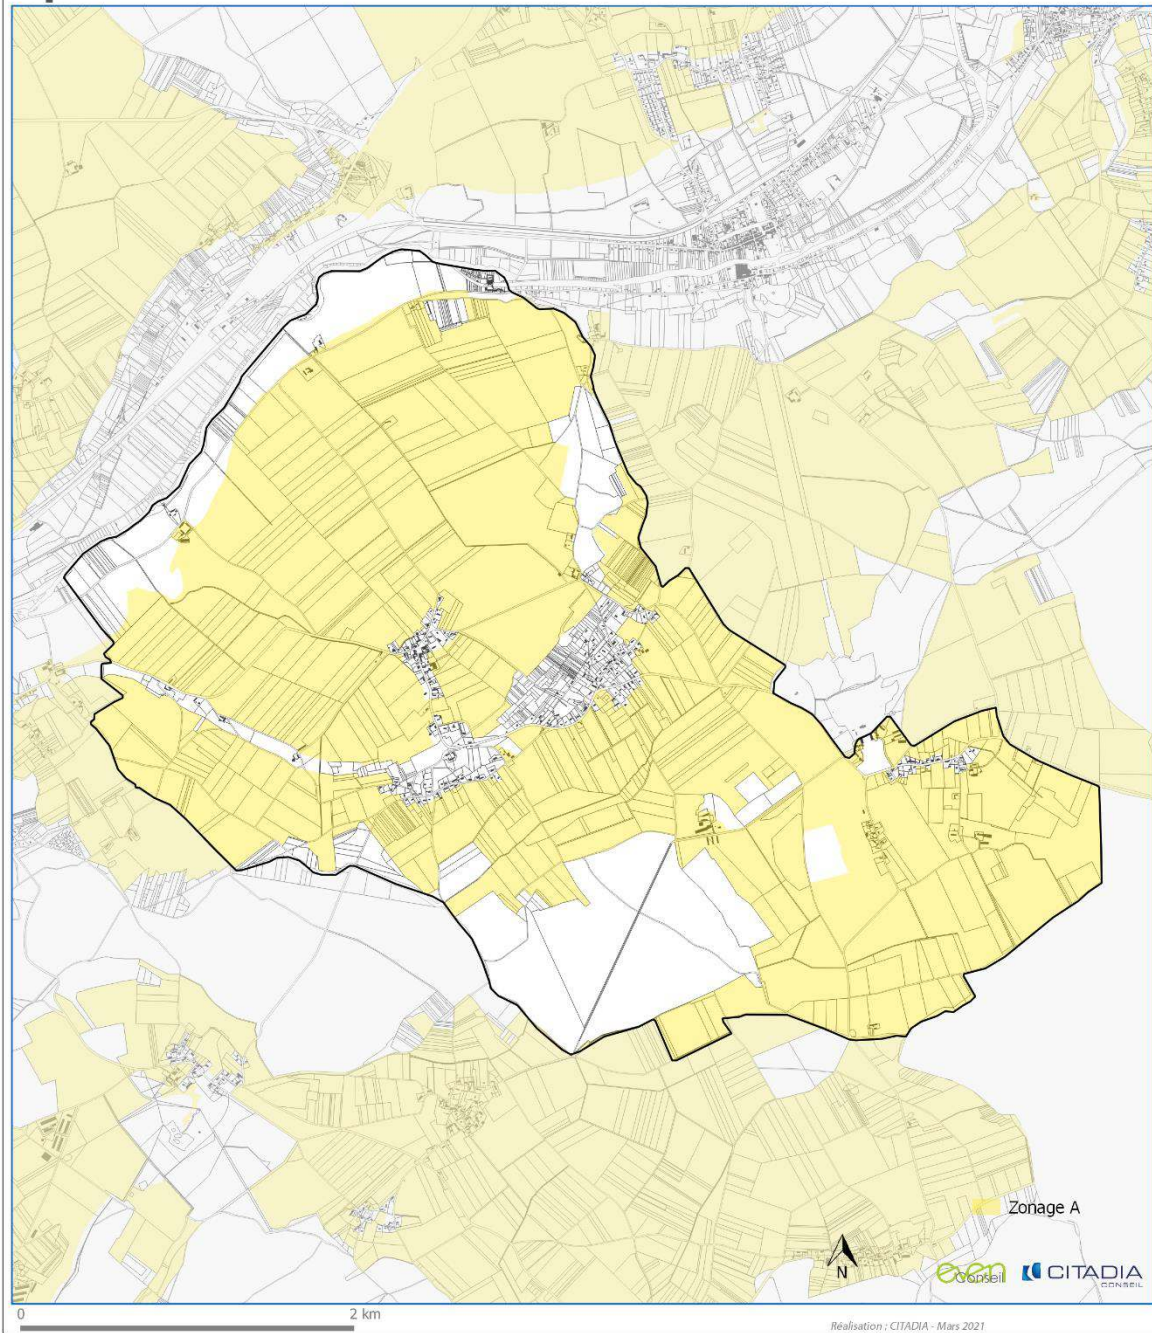 Zonage A
N
even
Conseil
CITADIA
CONSEIL
0
2 km
Réalisation : CITADIA - Mars 2021